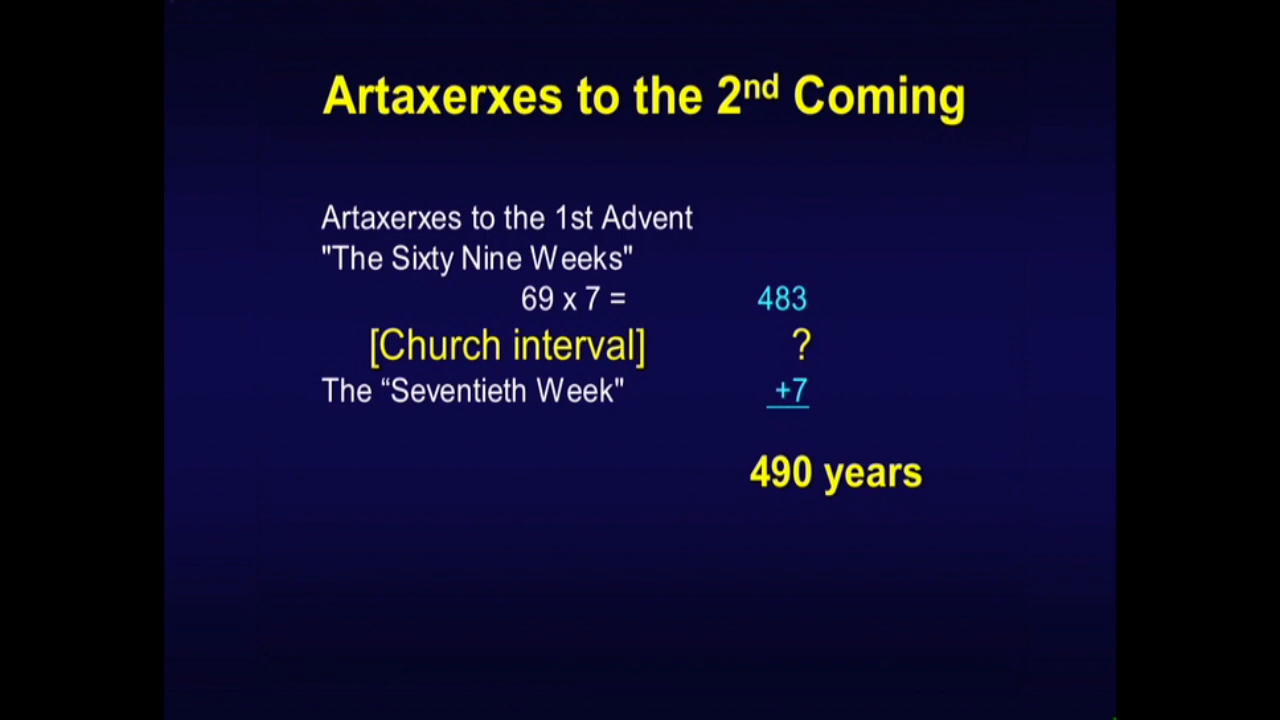 Artaxerxes to the 2nd Coming
Artaxerxes to the 1st Advent
"The Sixty Nine Weeks"
69 x 7 = 483
[Church interval] ?
The “Seventieth Week" +7
490 years